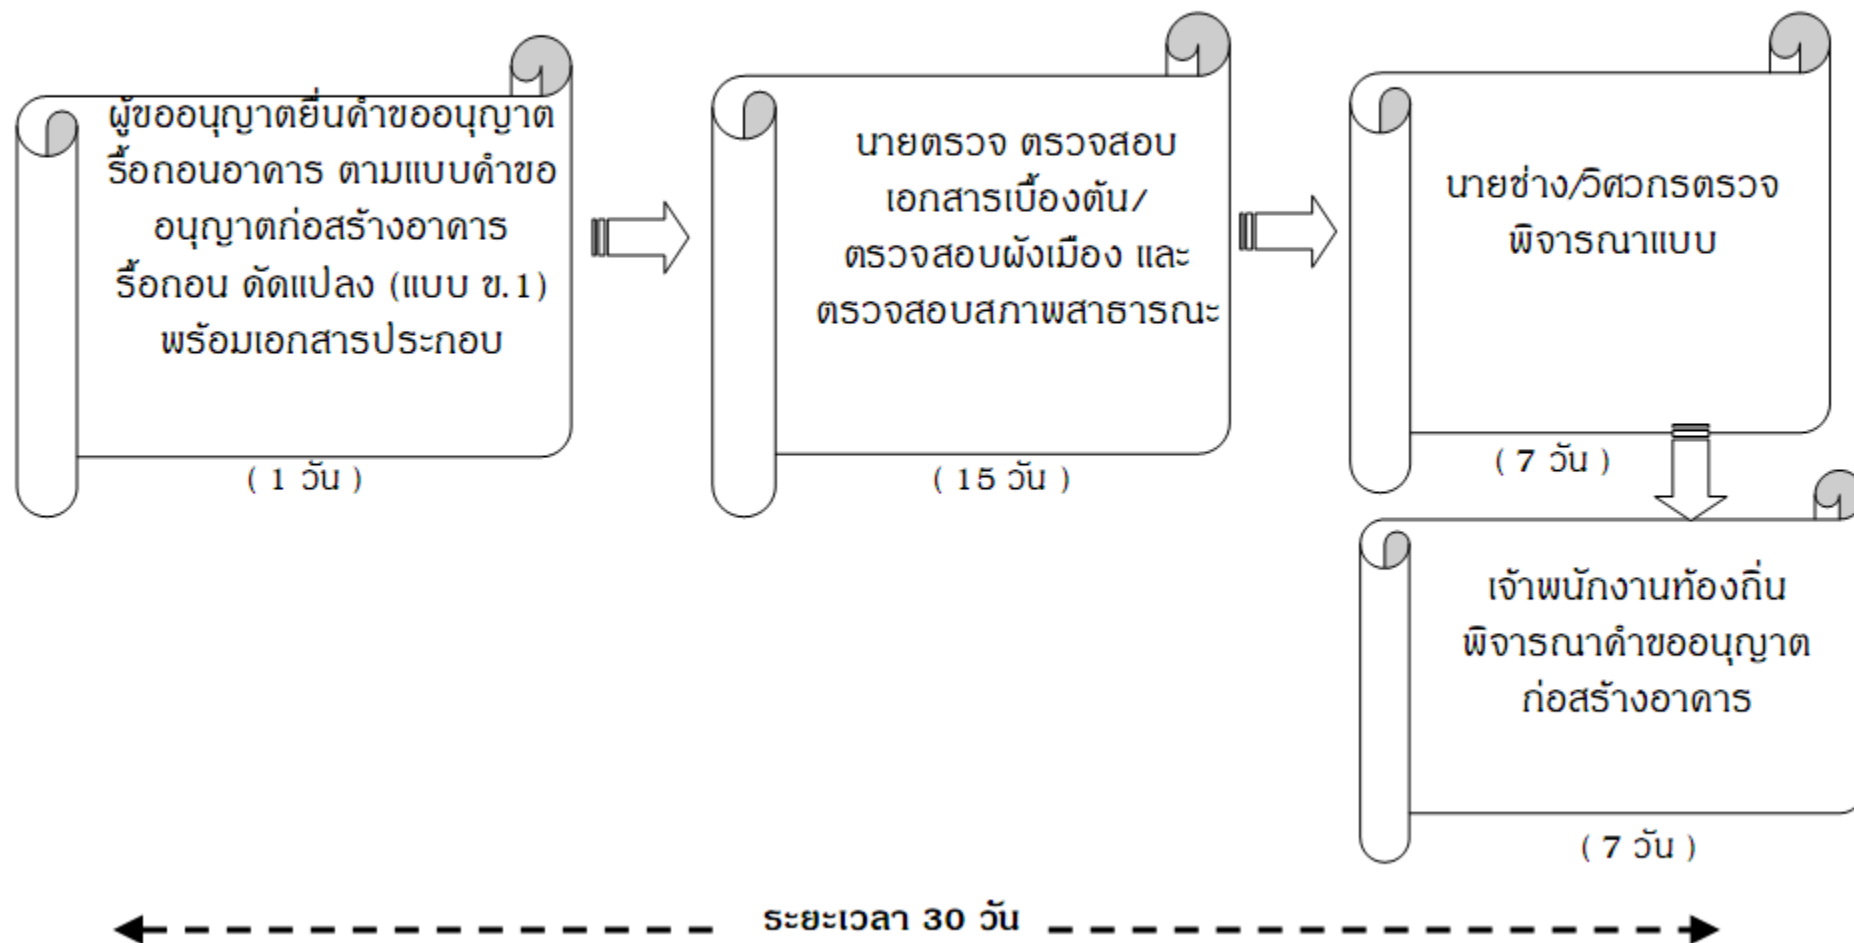 ผู้ขออนุญาตยื่นคำขออนุญาต
รื้อถอนอาคาร ตามแบบคำขอ
อนุญาตก่อสร้างอาคาร
รื้อถอน ดัดแปลง (แบบ ข.1)
พร้อมเอกสารประกอบ
( 1 วัน )
นายตรวจ ตรวจสอบ
เอกสารเบื้องต้น/
ตรวจสอบผังเมือง และ
ตรวจสอบสภาพสาธารณะ
( 15 วัน )
นายช่าง/วิศวกรตรวจ
พิจารณาแบบ
( 7 วัน )
เจ้าพนักงานท้องถิ่น
พิจารณาคำขออนุญาต
ก่อสร้างอาคาร
( 7 วัน )
ระยะเวลา 30 วัน